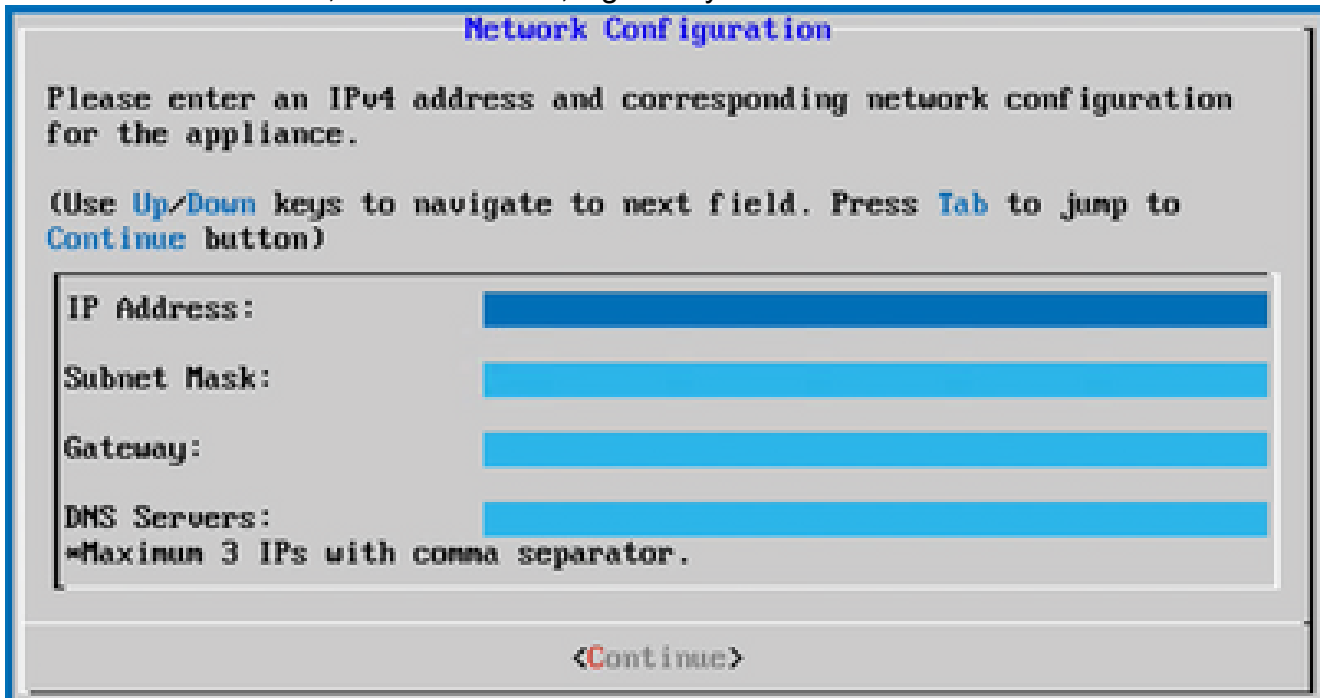 Network Configuration
Please enter an IPv4 address and corresponding network configuration
for the appliance.
(Use Up/Down keys to navigate to next field. Press Tab to jump to
Continue button)
IP Address:
Subnet Mask:
Gateway:
DNS Servers:
*Maximum 3 IPs with comma separator.
<Continue>